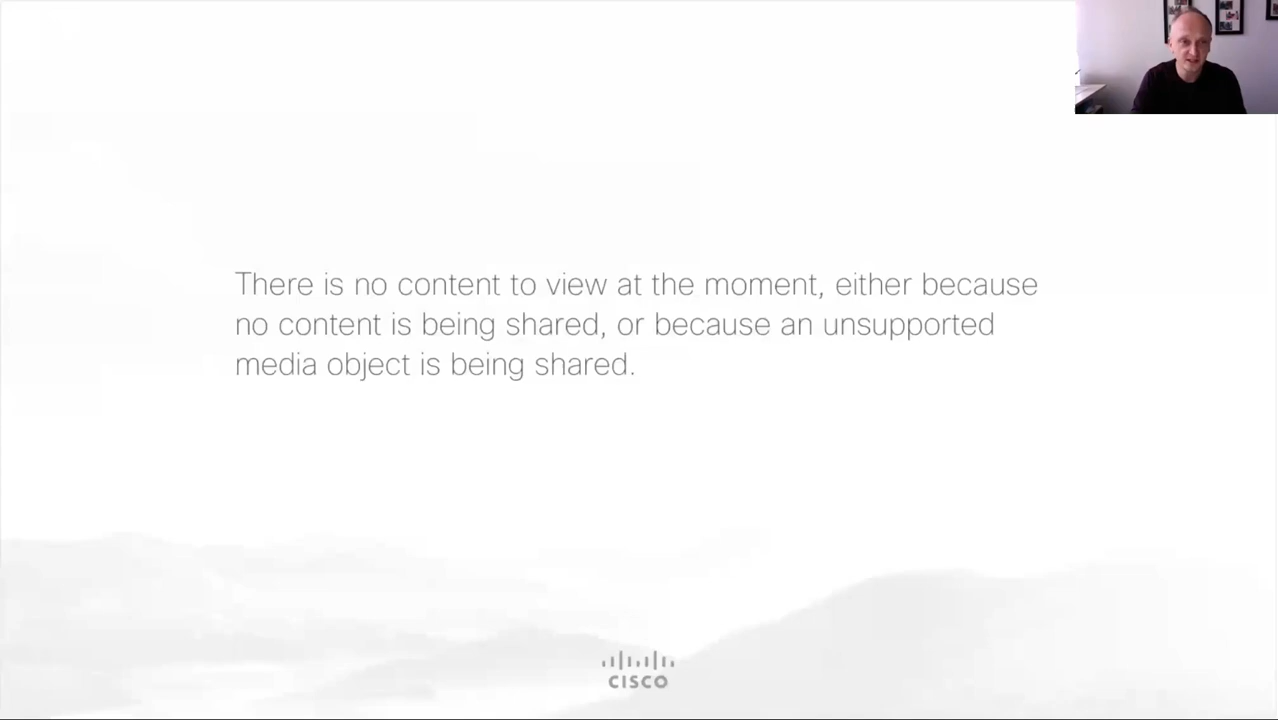 There is no content to view at the moment, either because
no content is being shared, or because an unsupported
media object is being shared.
CISCO